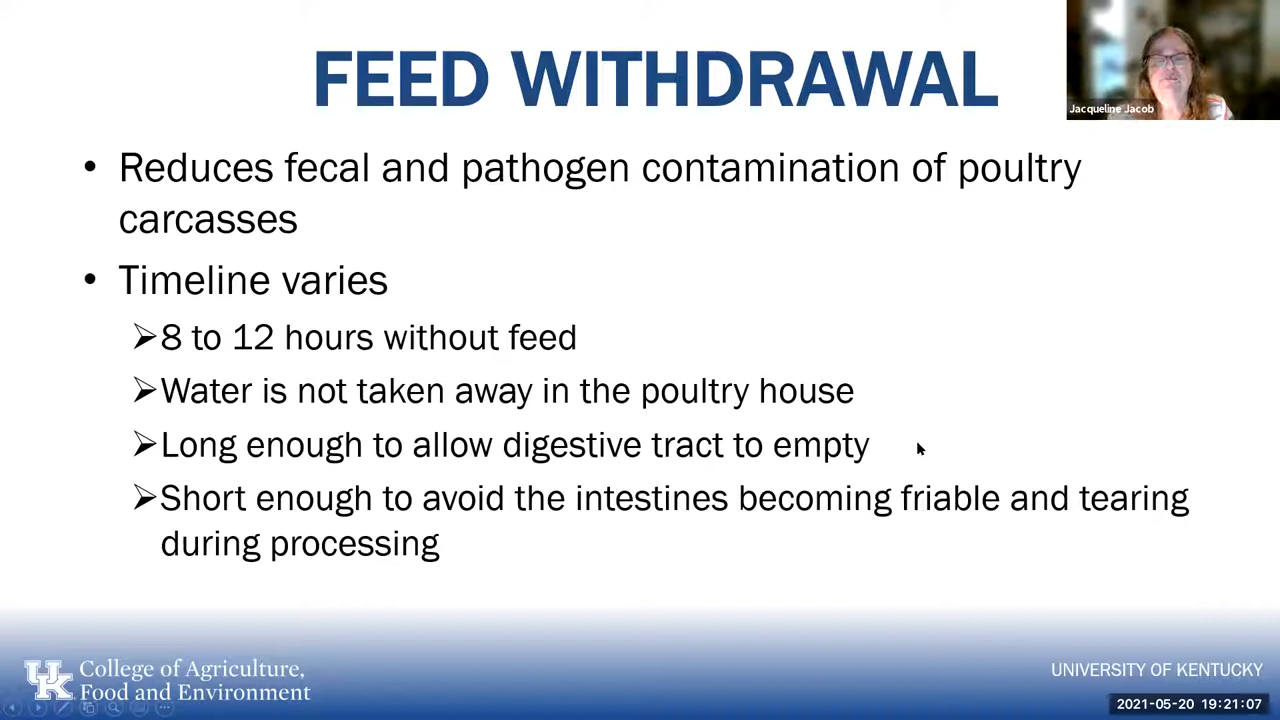 FEED WITHDRAWAL
Jacqueline Jacob
• Reduces fecal and pathogen contamination of poultry
carcasses
• Timeline varies
➢8 to 12 hours without feed
➢Water is not taken away in the poultry house
➢Long enough to allow digestive tract to empty
➢Short enough to avoid the intestines becoming friable and tearing
during processing
UK College of Agriculture,
Food and Environment
UNIVERSITY OF KENTUCKY
2021-05-20 19:21:07